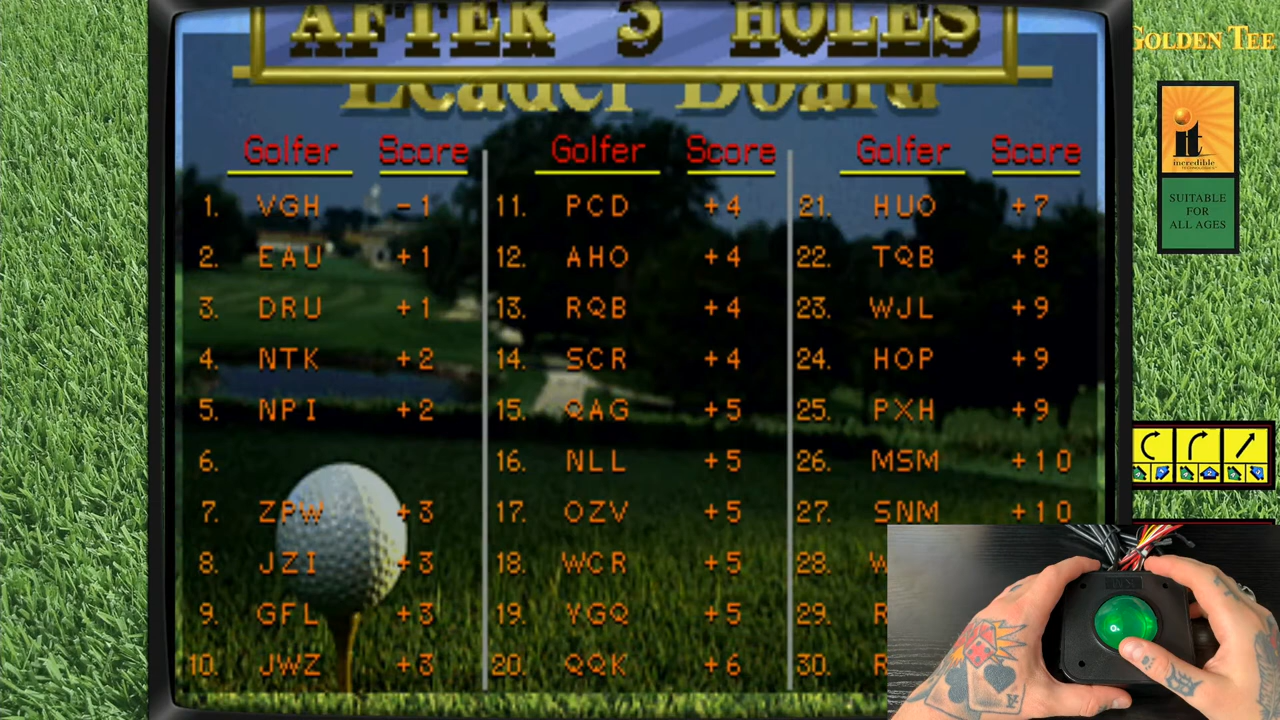 AFTER 3 HOLES
Leader Board
Golfer Score Golfer Score Golfer Score
1. VGH -1 11. PCD +4 21. HUO +7
2. EAU +1 12. AHO +4 22. TQB +8
3. DRU +1 13. RQB +4 23. WJL +9
4. NTK +2 14. SCR +4 24. HOP +9
5. NPI +2 15. QAG +5 25. PXH +9
6. 16. NLL +5 26. MSM +10
7. ZPW +3 17. OZV +5 27. SNM +10
8. JZI +3 18. WCR +5 28.
9. GFL +3 19. YGQ +5 29.
10. JWZ +3 20. QQK +6 30.
GOLDEN TEE
it
incredible
SUITABLE
FOR
ALL AGES